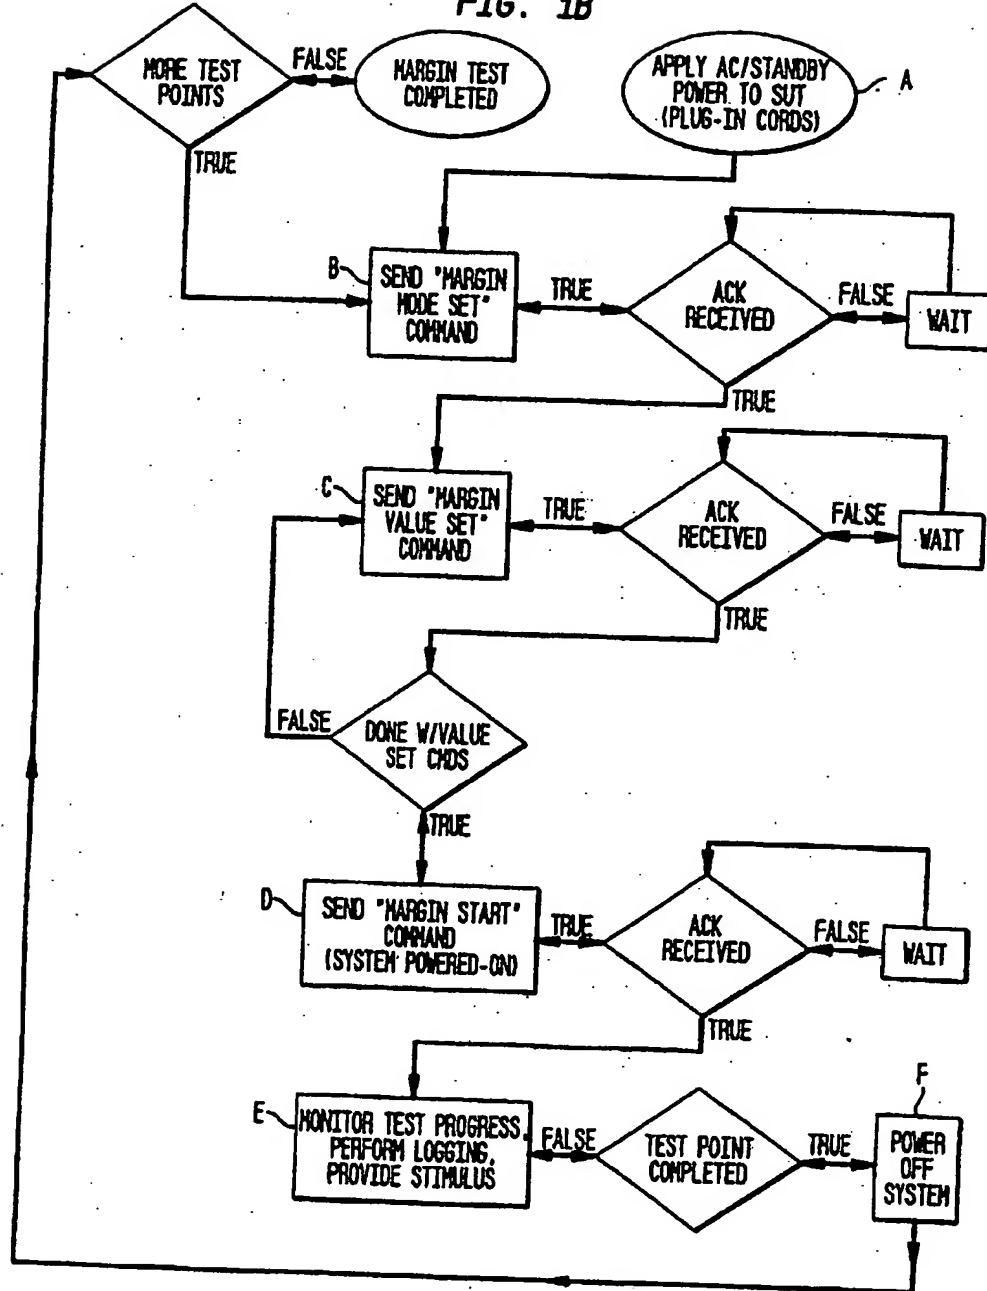 FIG. 1B
MORE TEST
POINTS
FALSE
MARGIN TEST
COMPLETED
APPLY AC/STANDBY
POWER TO SUT
(PLUG-IN CORDS)
A
TRUE
B
SEND "MARGIN
MODE SET"
COMMAND
TRUE
ACK
RECEIVED
FALSE
WAIT
TRUE
C
SEND "MARGIN
VALUE SET"
COMMAND
TRUE
ACK
RECEIVED
FALSE
WAIT
TRUE
FALSE
DONE W/VALUE
SET CMDS
TRUE
D
SEND "MARGIN START"
COMMAND
(SYSTEM POWERED-ON)
TRUE
ACK
RECEIVED
FALSE
WAIT
TRUE
E
MONITOR TEST PROGRESS,
PERFORM LOGGING,
PROVIDE STIMULUS
FALSE
TEST POINT
COMPLETED
TRUE
F
POWER
OFF
SYSTEM